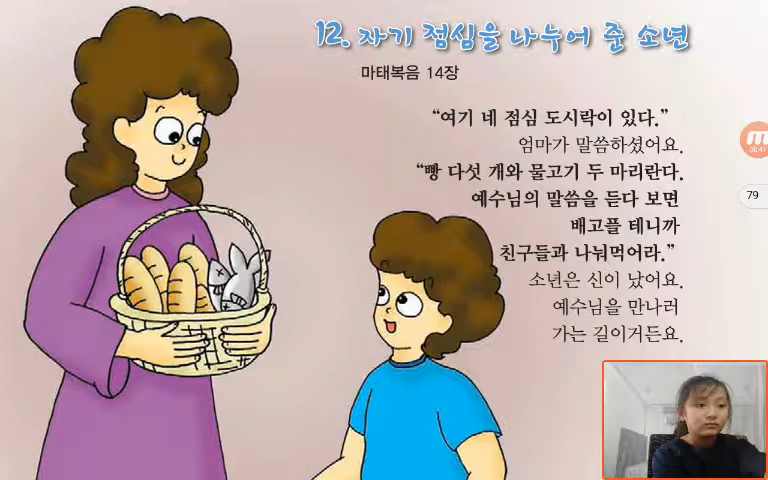 12. 자기 점심을 나누어 준 소년
마태복음 14장
“여기 네 점심 도시락이 있다.”
엄마가 말씀하셨어요.
“빵 다섯 개와 물고기 두 마리란다.
예수님의 말씀을 듣다 보면
배고플 테니까
친구들과 나눠먹어라.”
소년은 신이 났어요.
예수님을 만나러
가는 길이거든요.
00:41
79